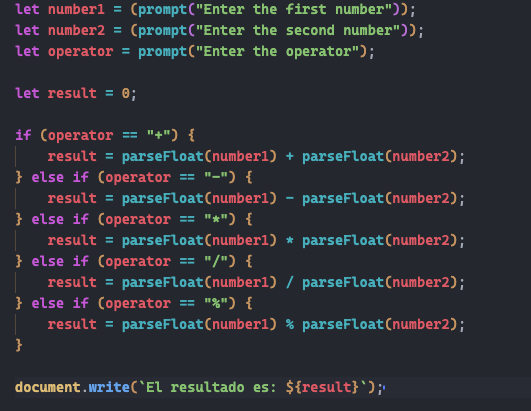 let number1 = (prompt("Enter the first number"));
let number2 = (prompt("Enter the second number"));
let operator = prompt("Enter the operator");
let result = 0;
if (operator == "+") {
result = parseFloat(number1) + parseFloat(number2);
} else if (operator == "-") {
result = parseFloat(number1) - parseFloat(number2);
} else if (operator == "*") {
result = parseFloat(number1) * parseFloat(number2);
} else if (operator == "/") {
result = parseFloat(number1) / parseFloat(number2);
} else if (operator == "%") {
result = parseFloat(number1) % parseFloat(number2);
}
document.write(`El resultado es: ${result}`);